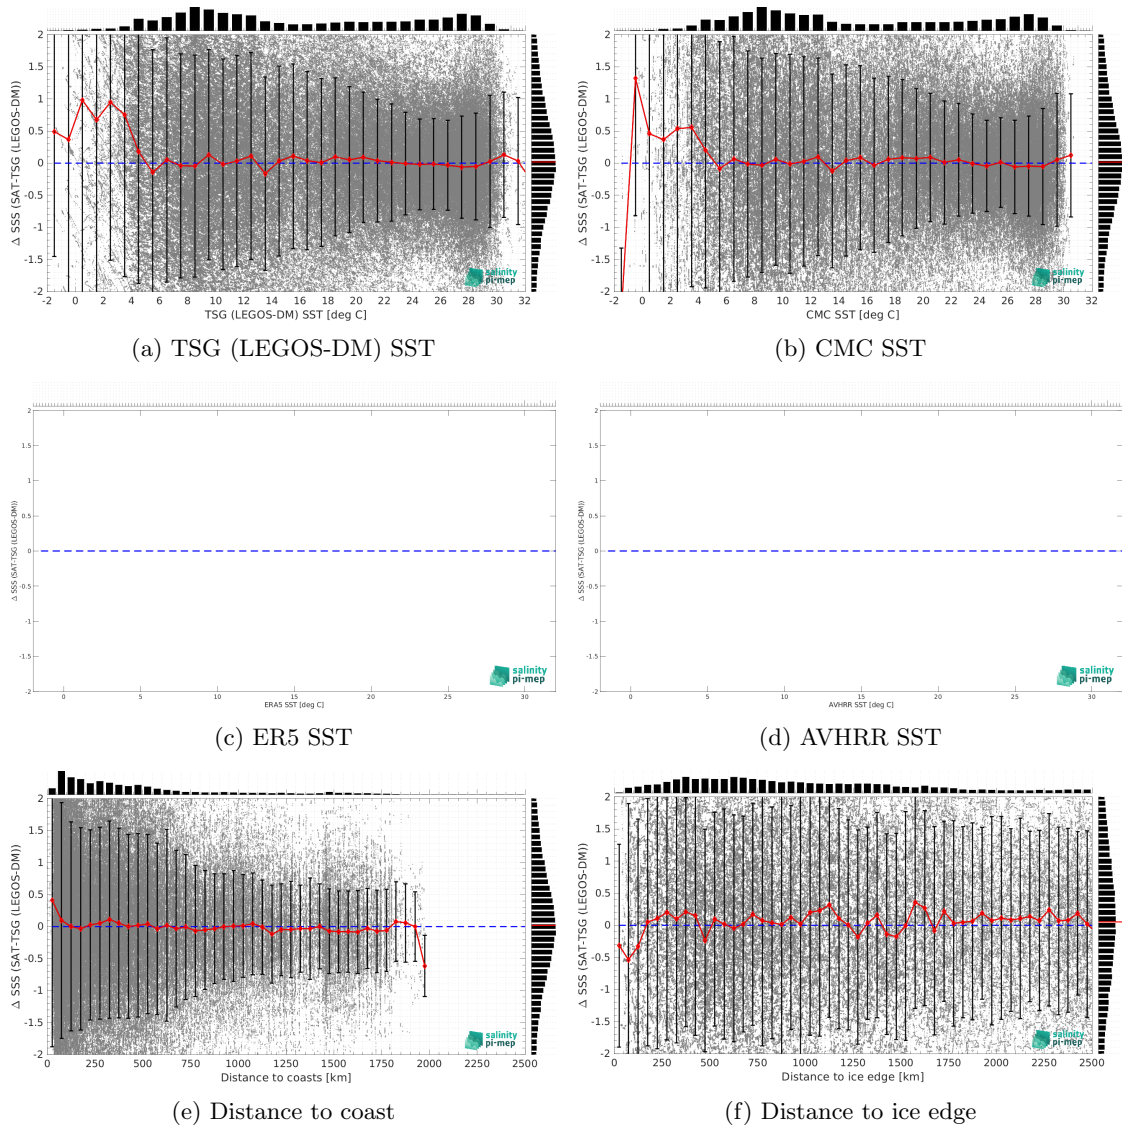 2
1.5
1
0.5
0
-0.5
-1
-1.5
-2
Δ SSS (SAT-TSG (LEGOS-DM))
-2 0 2 4 6 8 10 12 14 16 18 20 22 24 26 28 30 32
TSG (LEGOS-DM) SST [deg C]
salinity
pi-mep
(a) TSG (LEGOS-DM) SST
2
1.5
1
0.5
0
-0.5
-1
-1.5
-2
Δ SSS (SAT-TSG (LEGOS-DM))
-2 0 2 4 6 8 10 12 14 16 18 20 22 24 26 28 30 32
CMC SST [deg C]
salinity
pi-mep
(b) CMC SST
2
1.5
1
0.5
0
-0.5
-1
-1.5
-2
Δ SSS (SAT-TSG (LEGOS-DM))
0 5 10 15 20 25 30
ERA5 SST [deg C]
salinity
pi-mep
(c) ER5 SST
2
1.5
1
0.5
0
-0.5
-1
-1.5
-2
Δ SSS (SAT-TSG (LEGOS-DM))
0 5 10 15 20 25 30
AVHRR SST [deg C]
salinity
pi-mep
(d) AVHRR SST
2
1.5
1
0.5
0
-0.5
-1
-1.5
-2
Δ SSS (SAT-TSG (LEGOS-DM))
0 250 500 750 1000 1250 1500 1750 2000 2250 2500
Distance to coasts [km]
salinity
pi-mep
(e) Distance to coast
2
1.5
1
0.5
0
-0.5
-1
-1.5
-2
Δ SSS (SAT-TSG (LEGOS-DM))
0 250 500 750 1000 1250 1500 1750 2000 2250 2500
Distance to ice edge [km]
salinity
pi-mep
(f) Distance to ice edge